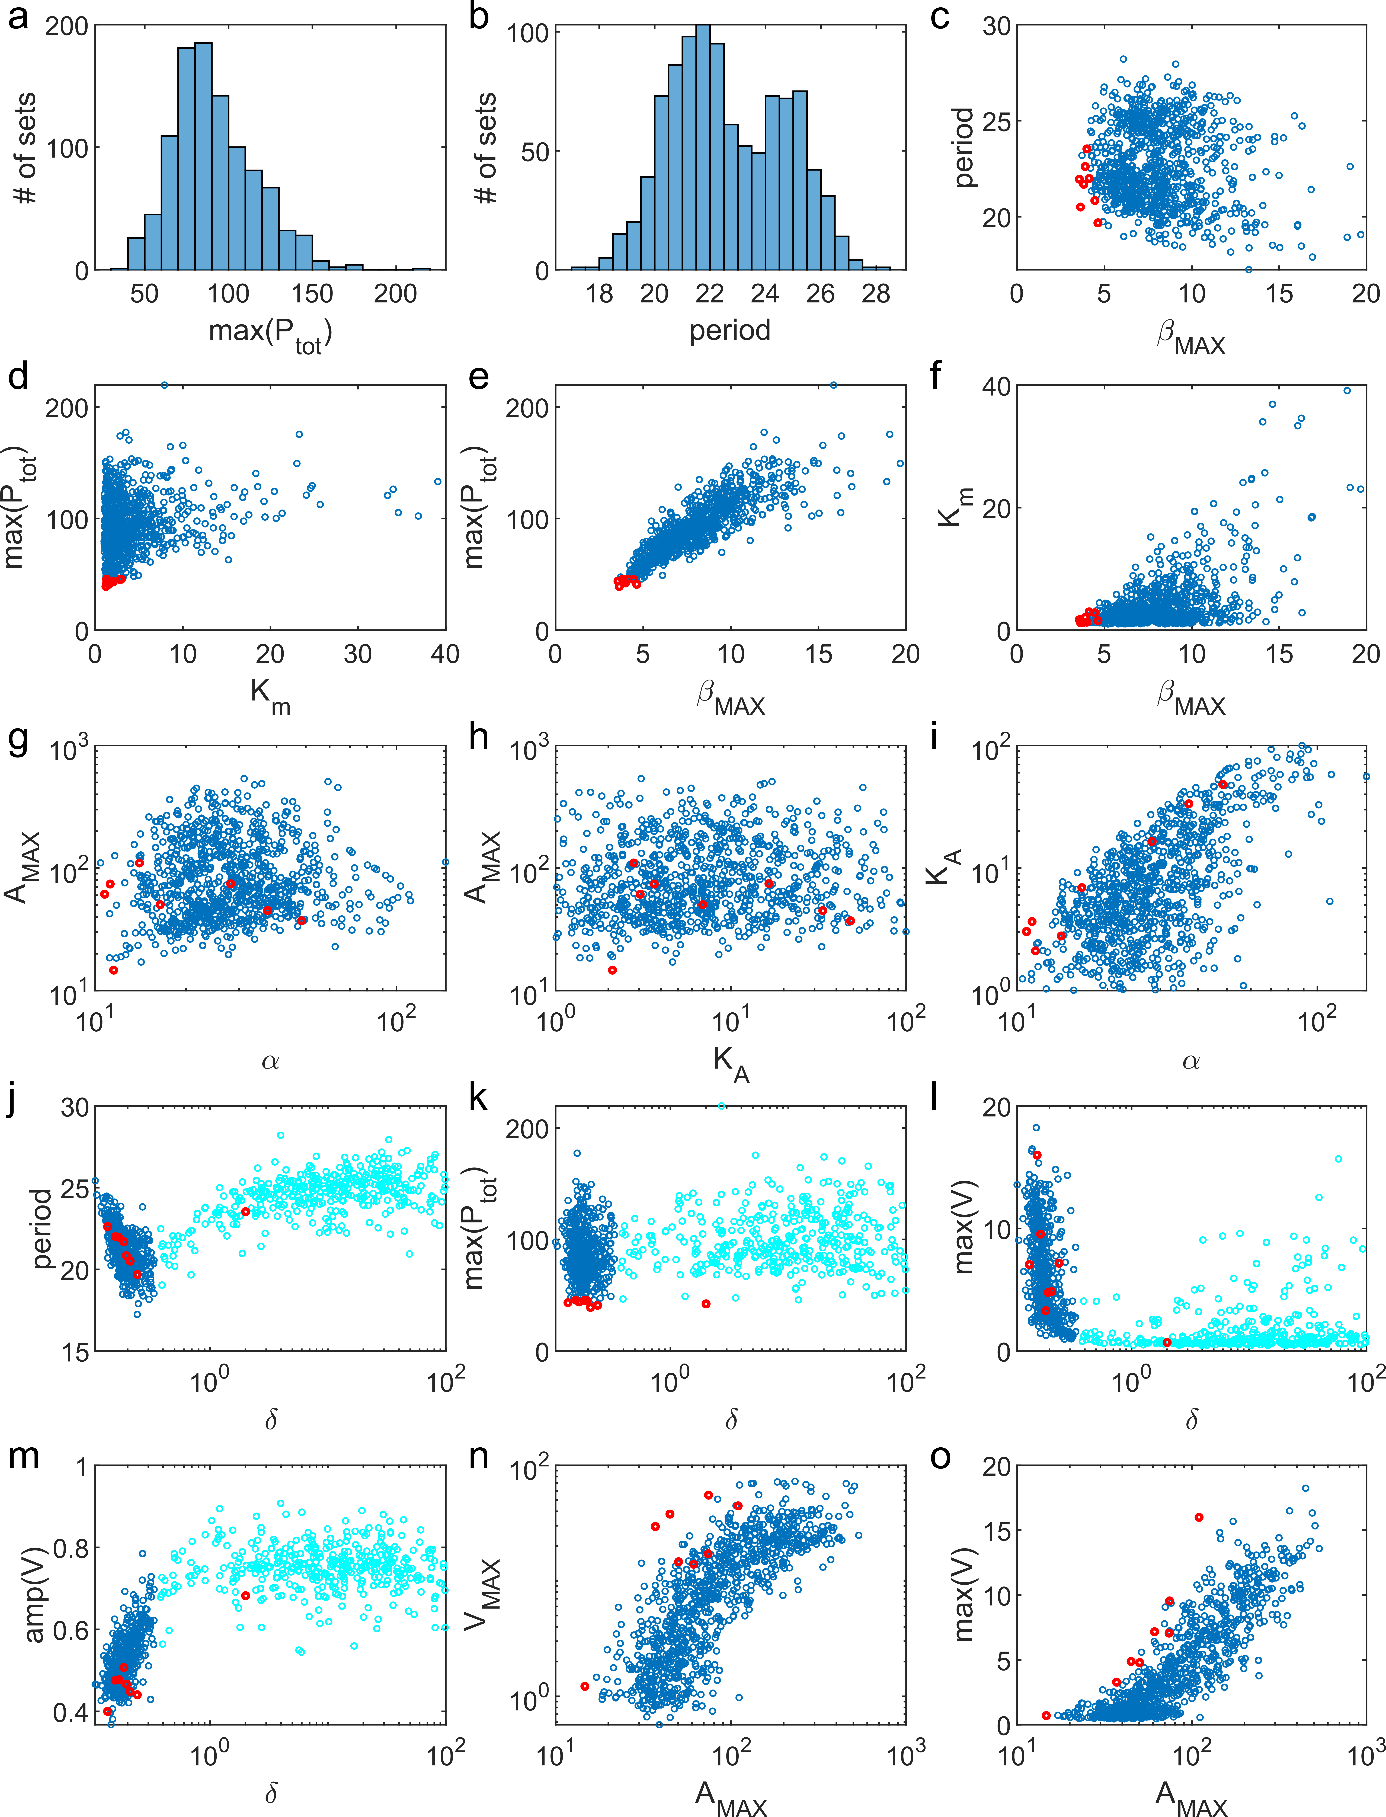 a
200
100
0
# of sets
50 100 150 200
max(P_tot)
b
100
50
0
# of sets
18 20 22 24 26 28
period
c
30
25
20
period
0 5 10 15 20
β_MAX
d
200
100
0
max(P_tot)
0 10 20 30 40
K_m
e
200
100
0
max(P_tot)
0 5 10 15 20
β_MAX
f
40
20
0
K_m
0 5 10 15 20
β_MAX
g
10^3
10^2
10^1
A_MAX
10^1 10^2
α
h
10^3
10^2
10^1
A_MAX
10^0 10^1 10^2
K_A
i
10^2
10^1
10^0
K_A
10^1 10^2
α
j
30
25
20
15
period
10^0 10^2
δ
k
200
100
0
max(P_tot)
10^0 10^2
δ
l
20
10
0
max(V)
10^0 10^2
δ
m
1
0.8
0.6
0.4
amp(V)
10^0 10^2
δ
n
10^2
10^0
V_MAX
10^1 10^2 10^3
A_MAX
o
20
15
10
5
0
max(V)
10^1 10^2 10^3
A_MAX